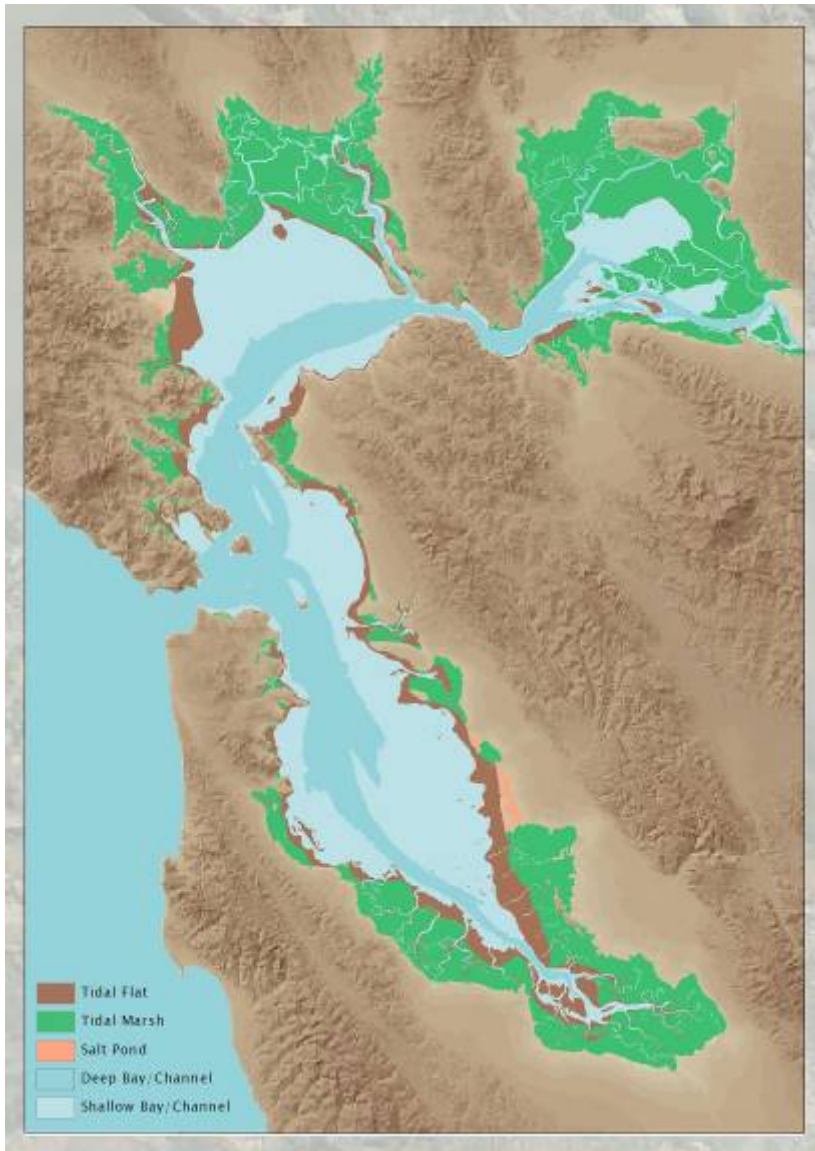 Tidal Flat
Tidal Marsh
Salt Pond
Deep Bay/Channel
Shallow Bay/Channel